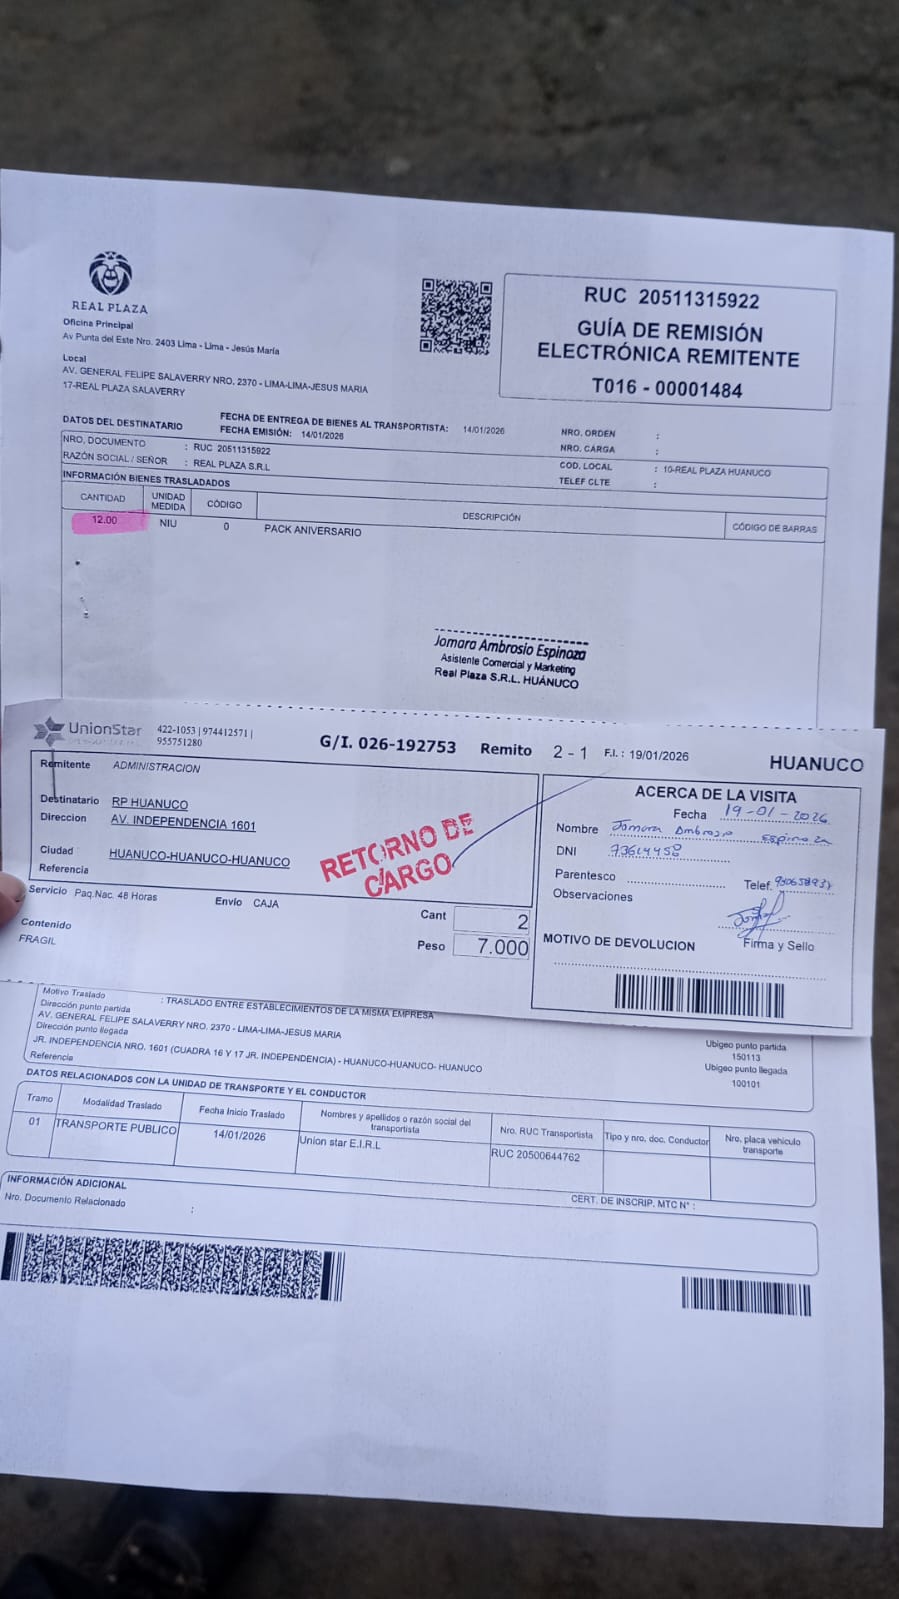 REAL PLAZA
Oficina Principal
Av Punta del Este Nro. 2403 Lima - Lima - Jesús María
Local
AV. GENERAL FELIPE SALAVERRY NRO. 2370 - LIMA-LIMA-JESUS MARIA
17-REAL PLAZA SALAVERRY
RUC 20511315922
GUÍA DE REMISIÓN
ELECTRÓNICA REMITENTE
T016 - 00001484
DATOS DEL DESTINATARIO
FECHA DE ENTREGA DE BIENES AL TRANSPORTISTA: 14/01/2026
FECHA EMISIÓN: 14/01/2026
NRO. ORDEN :
NRO. CARGA :
NRO. DOCUMENTO : RUC 20511315922
COD. LOCAL : 10-REAL PLAZA HUANUCO
RAZÓN SOCIAL / SEÑOR : REAL PLAZA S.R.L
TELEF CLTE :
INFORMACIÓN BIENES TRASLADADOS
CANTIDAD UNIDAD MEDIDA CÓDIGO DESCRIPCIÓN CÓDIGO DE BARRAS
12.00 NIU 0 PACK ANIVERSARIO
Jomara Ambrosio Espinoza
Asistente Comercial y Marketing
Real Plaza S.R.L. HUÁNUCO
UnionStar 422-1053 | 974412571 |
955751280
G/I. 026-192753 Remito 2 - 1 F.I.: 19/01/2026 HUANUCO
Remitente ADMINISTRACION
Destinatario RP HUANUCO
Direccion AV. INDEPENDENCIA 1601
Ciudad HUANUCO-HUANUCO-HUANUCO
Referencia
RETORNO DE
CARGO
Servicio Paq.Nac. 48 Horas Envio CAJA
Cant 2
Contenido
FRAGIL
Peso 7.000
ACERCA DE LA VISITA
Fecha 19-01-2026
Nombre Jomara Ambrosio Espinoza
DNI 73614458
Parentesco
Telef.
Observaciones
Firma y Sello
MOTIVO DE DEVOLUCION
Motivo Traslado : TRASLADO ENTRE ESTABLECIMIENTOS DE LA MISMA EMPRESA
Dirección punto partida
AV. GENERAL FELIPE SALAVERRY NRO. 2370 - LIMA-LIMA-JESUS MARIA
Dirección punto llegada
JR. INDEPENDENCIA NRO. 1601 (CUADRA 16 Y 17 JR. INDEPENDENCIA) - HUANUCO-HUANUCO- HUANUCO
Referencia
Ubigeo punto partida
150113
Ubigeo punto llegada
100101
DATOS RELACIONADOS CON LA UNIDAD DE TRANSPORTE Y EL CONDUCTOR
Tramo Modalidad Traslado Fecha Inicio Traslado Nombres y apellidos o razón social del transportista Nro. RUC Transportista Tipo y nro. doc. Conductor Nro. placa vehiculo transporte
01 TRANSPORTE PUBLICO 14/01/2026 Union star E.I.R.L RUC 20500644762
INFORMACIÓN ADICIONAL
CERT. DE INSCRIP. MTC N° :
Nro. Documento Relacionado :